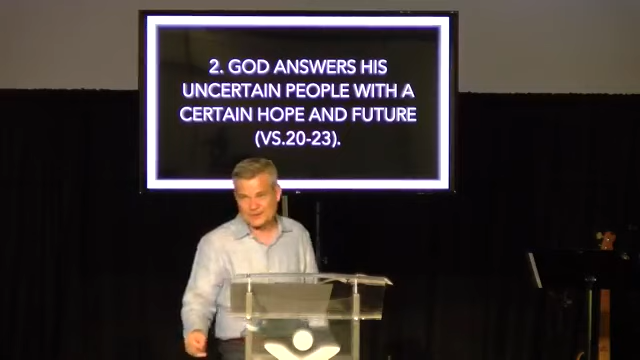 2. GOD ANSWERS HIS
UNCERTAIN PEOPLE WITH A
CERTAIN HOPE AND FUTURE
(VS.20-23).